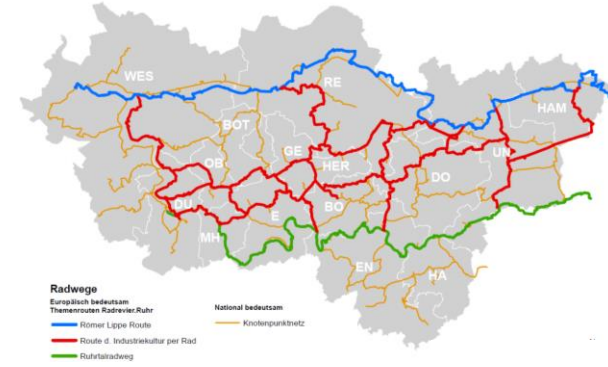 WES
RE
HAM
BOT
GE
UN
OB
HER
DO
DU
E
BO
MH
EN
HA
Radwege
Europäisch bedeutsam
Themenrouten Radrevier.Ruhr
Römer Lippe Route
Route d. Industriekultur per Rad
Ruhrtalradweg
National bedeutsam
Knotenpunktnetz